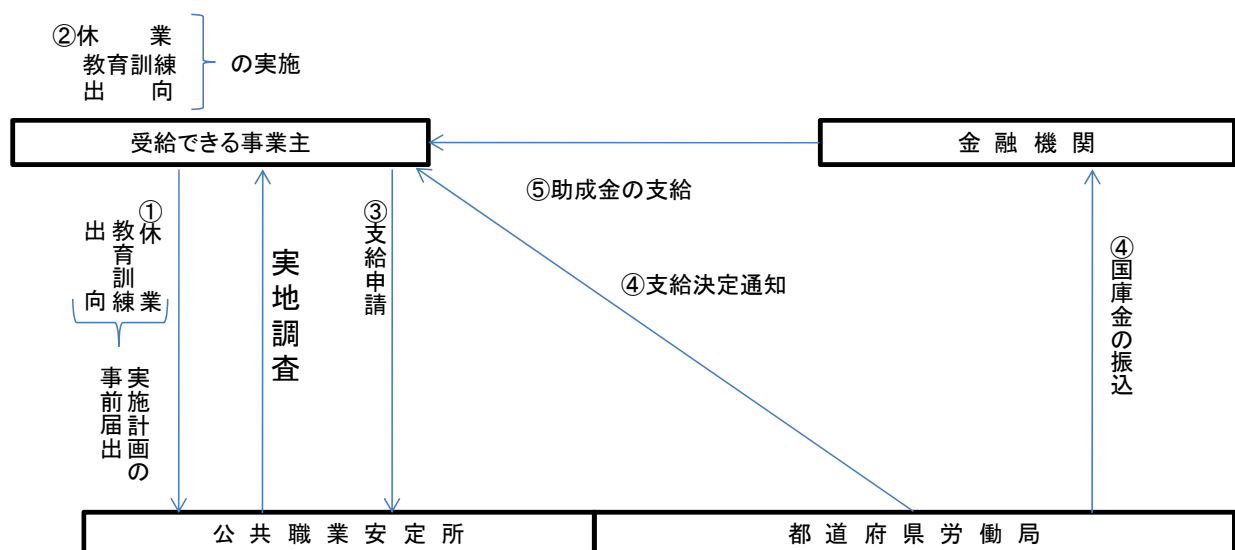 ②休　　業
教育訓練
出　　向
の実施
受給できる事業主
金 融 機 関
⑤助成金の支給
①休　　業
教育訓練
出　　向
実施計画の
事前届出
実地調査
③支給申請
④支給決定通知
④国庫金の振込
公 共 職 業 安 定 所
都 道 府 県 労 働 局